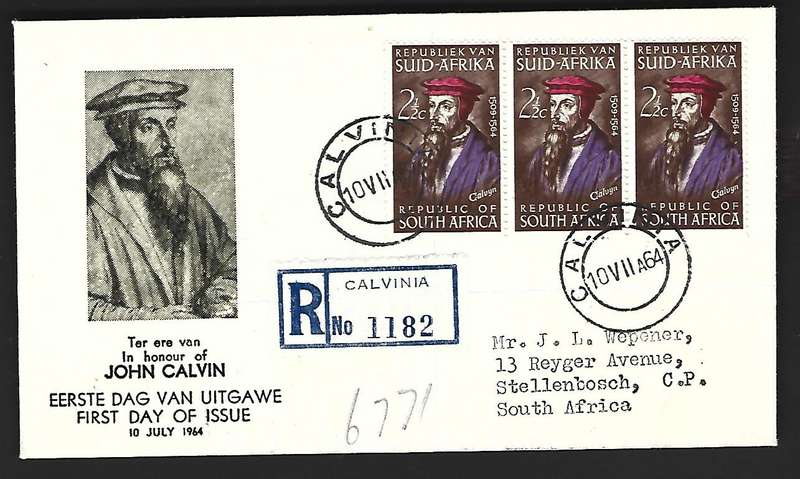 REPUBLIEK VAN
SUID-AFRIKA
2½c
1509-1564
Calvyn
REPUBLIC OF
SOUTH AFRICA
REPUBLIEK VAN
SUID-AFRIKA
2½c
1509-1564
Calvyn
REPUBLIC OF
SOUTH AFRICA
REPUBLIEK VAN
SUID-AFRIKA
2½c
1509-1564
Calvyn
REPUBLIC OF
SOUTH AFRICA
10 VII
CALVINIA
10 VII A64
R
CALVINIA
No 1182
Mr. J. L. Wepener,
13 Reyger Avenue,
Stellenbosch, C.P.
South Africa
Ter ere van
In honour of
JOHN CALVIN
EERSTE DAG VAN UITGAWE
FIRST DAY OF ISSUE
10 JULY 1964
6771